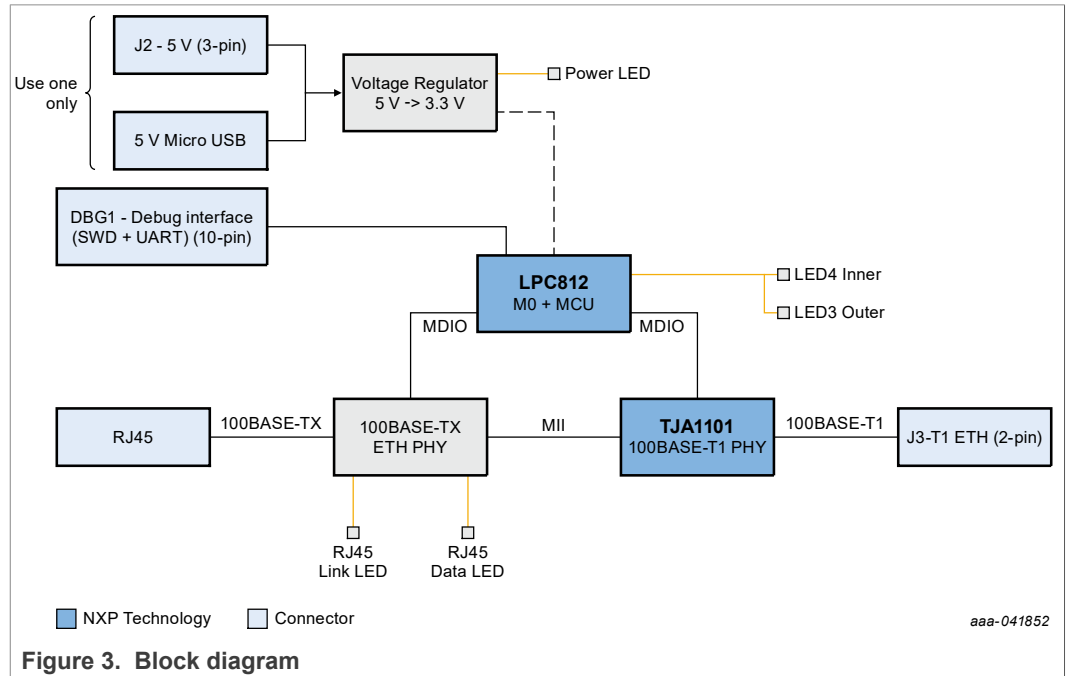 J2 - 5 V (3-pin)
Use one
only
5 V Micro USB
Voltage Regulator
5 V -> 3.3 V
Power LED
DBG1 - Debug interface
(SWD + UART) (10-pin)
LPC812
M0 + MCU
LED4 Inner
LED3 Outer
MDIO
MDIO
RJ45
100BASE-TX
100BASE-TX
ETH PHY
MII
TJA1101
100BASE-T1 PHY
100BASE-T1
J3-T1 ETH (2-pin)
RJ45
Link LED
RJ45
Data LED
NXP Technology
Connector
aaa-041852
Figure 3. Block diagram